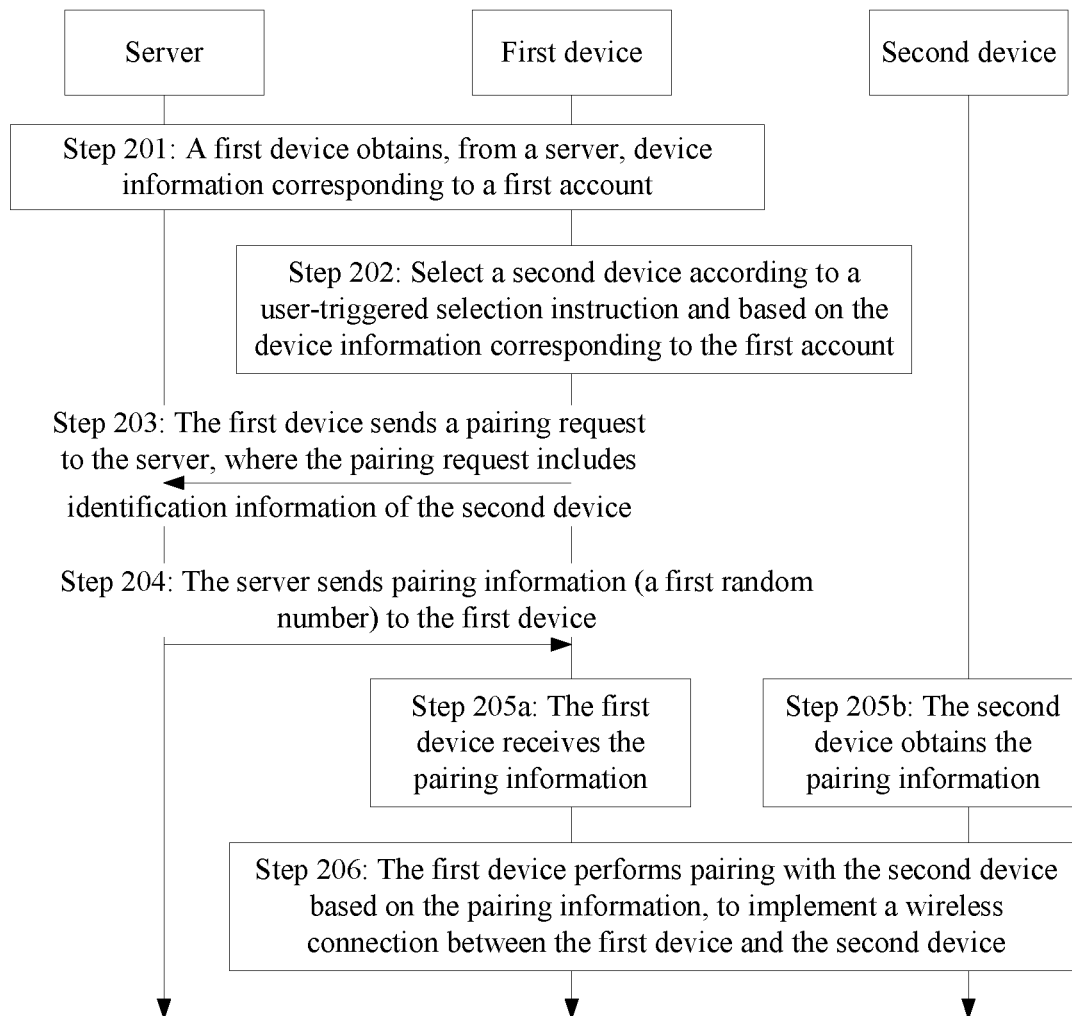 Server
First device
Second device
Step 201: A first device obtains, from a server, device
information corresponding to a first account
Step 202: Select a second device according to a
user-triggered selection instruction and based on the
device information corresponding to the first account
Step 203: The first device sends a pairing request
to the server, where the pairing request includes
identification information of the second device
Step 204: The server sends pairing information (a first random
number) to the first device
Step 205a: The first
device receives the
pairing information
Step 205b: The second
device obtains the
pairing information
Step 206: The first device performs pairing with the second device
based on the pairing information, to implement a wireless
connection between the first device and the second device